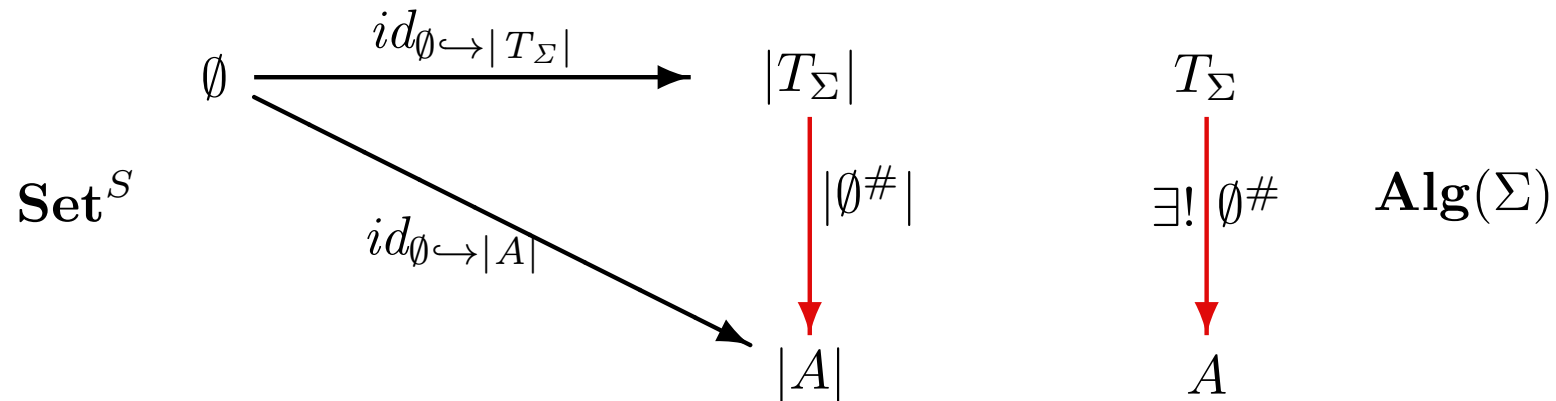 id_{∅↪|T_Σ|}
∅ |T_Σ| T_Σ
Set^S |∅^#| ∃! ∅^# Alg(Σ)
id_{∅↪|A|}
|A| A